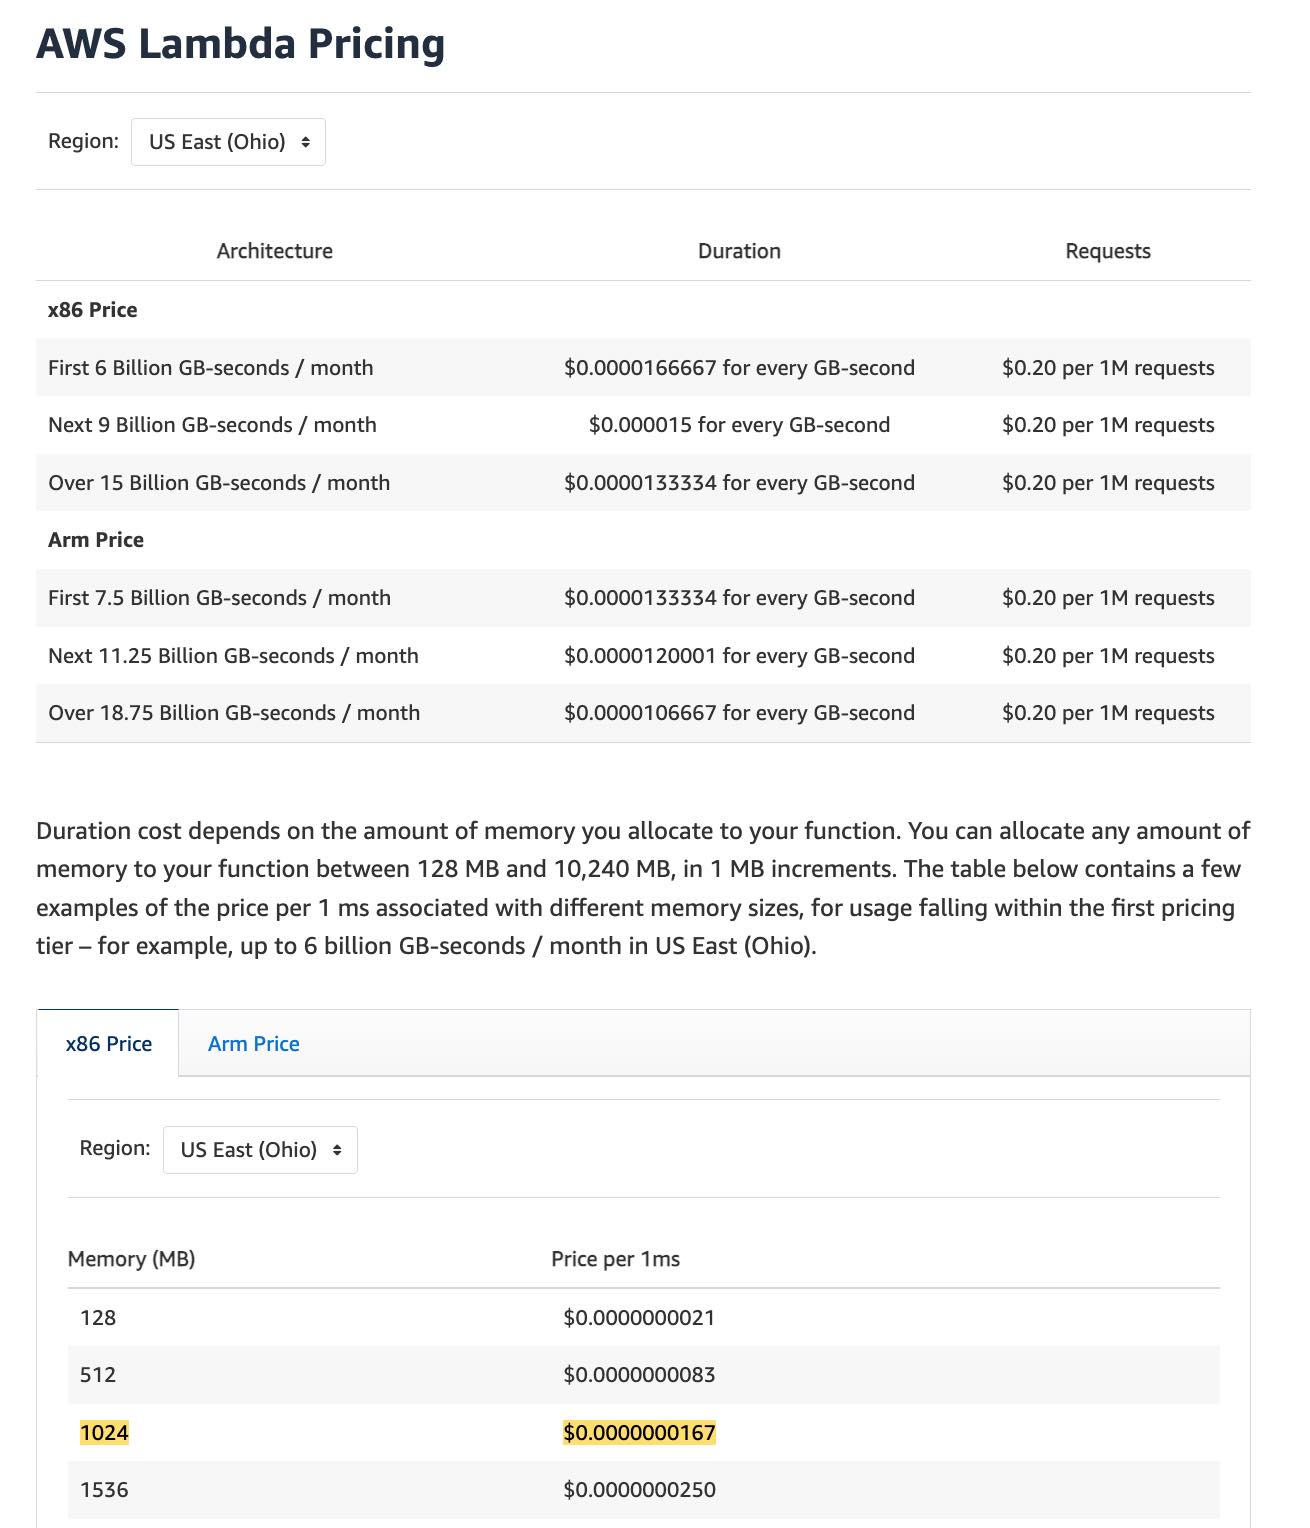 AWS Lambda Pricing
Region: US East (Ohio)
Architecture Duration Requests
x86 Price
First 6 Billion GB-seconds / month $0.0000166667 for every GB-second $0.20 per 1M requests
Next 9 Billion GB-seconds / month $0.000015 for every GB-second $0.20 per 1M requests
Over 15 Billion GB-seconds / month $0.0000133334 for every GB-second $0.20 per 1M requests
Arm Price
First 7.5 Billion GB-seconds / month $0.0000133334 for every GB-second $0.20 per 1M requests
Next 11.25 Billion GB-seconds / month $0.0000120001 for every GB-second $0.20 per 1M requests
Over 18.75 Billion GB-seconds / month $0.0000106667 for every GB-second $0.20 per 1M requests
Duration cost depends on the amount of memory you allocate to your function. You can allocate any amount of
memory to your function between 128 MB and 10,240 MB, in 1 MB increments. The table below contains a few
examples of the price per 1 ms associated with different memory sizes, for usage falling within the first pricing
tier – for example, up to 6 billion GB-seconds / month in US East (Ohio).
x86 Price Arm Price
Region: US East (Ohio)
Memory (MB) Price per 1ms
128 $0.0000000021
512 $0.0000000083
1024 $0.0000000167
1536 $0.0000000250